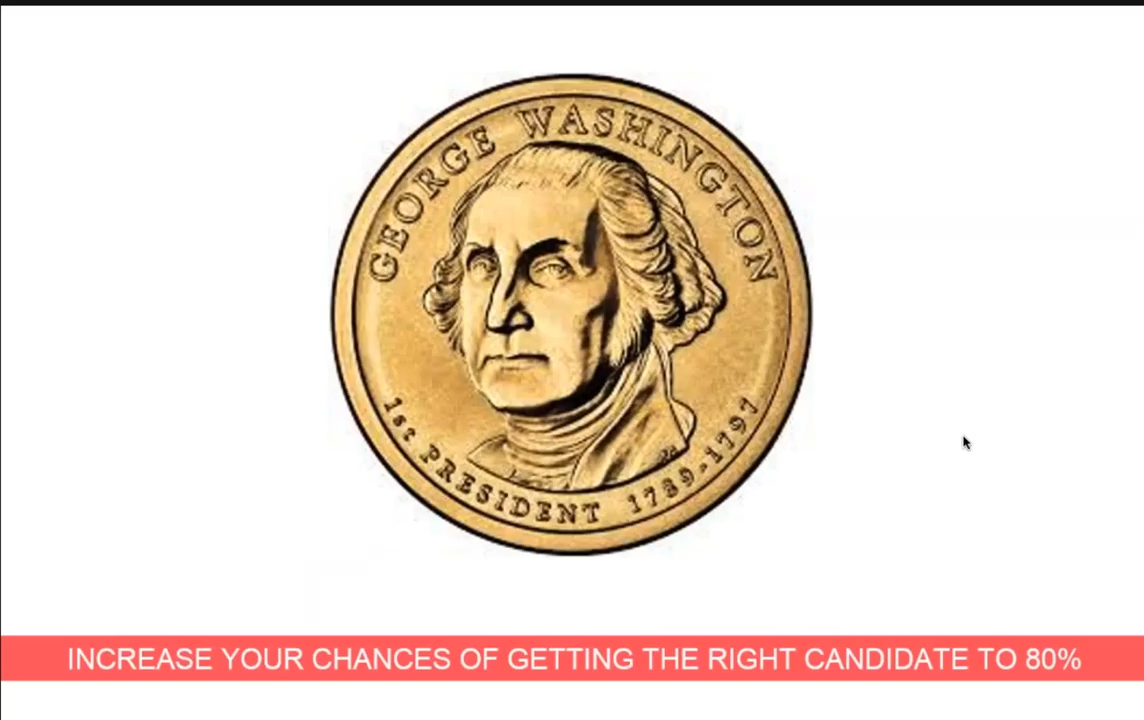 GEORGE WASHINGTON
1st PRESIDENT 1789-1797
INCREASE YOUR CHANCES OF GETTING THE RIGHT CANDIDATE TO 80%